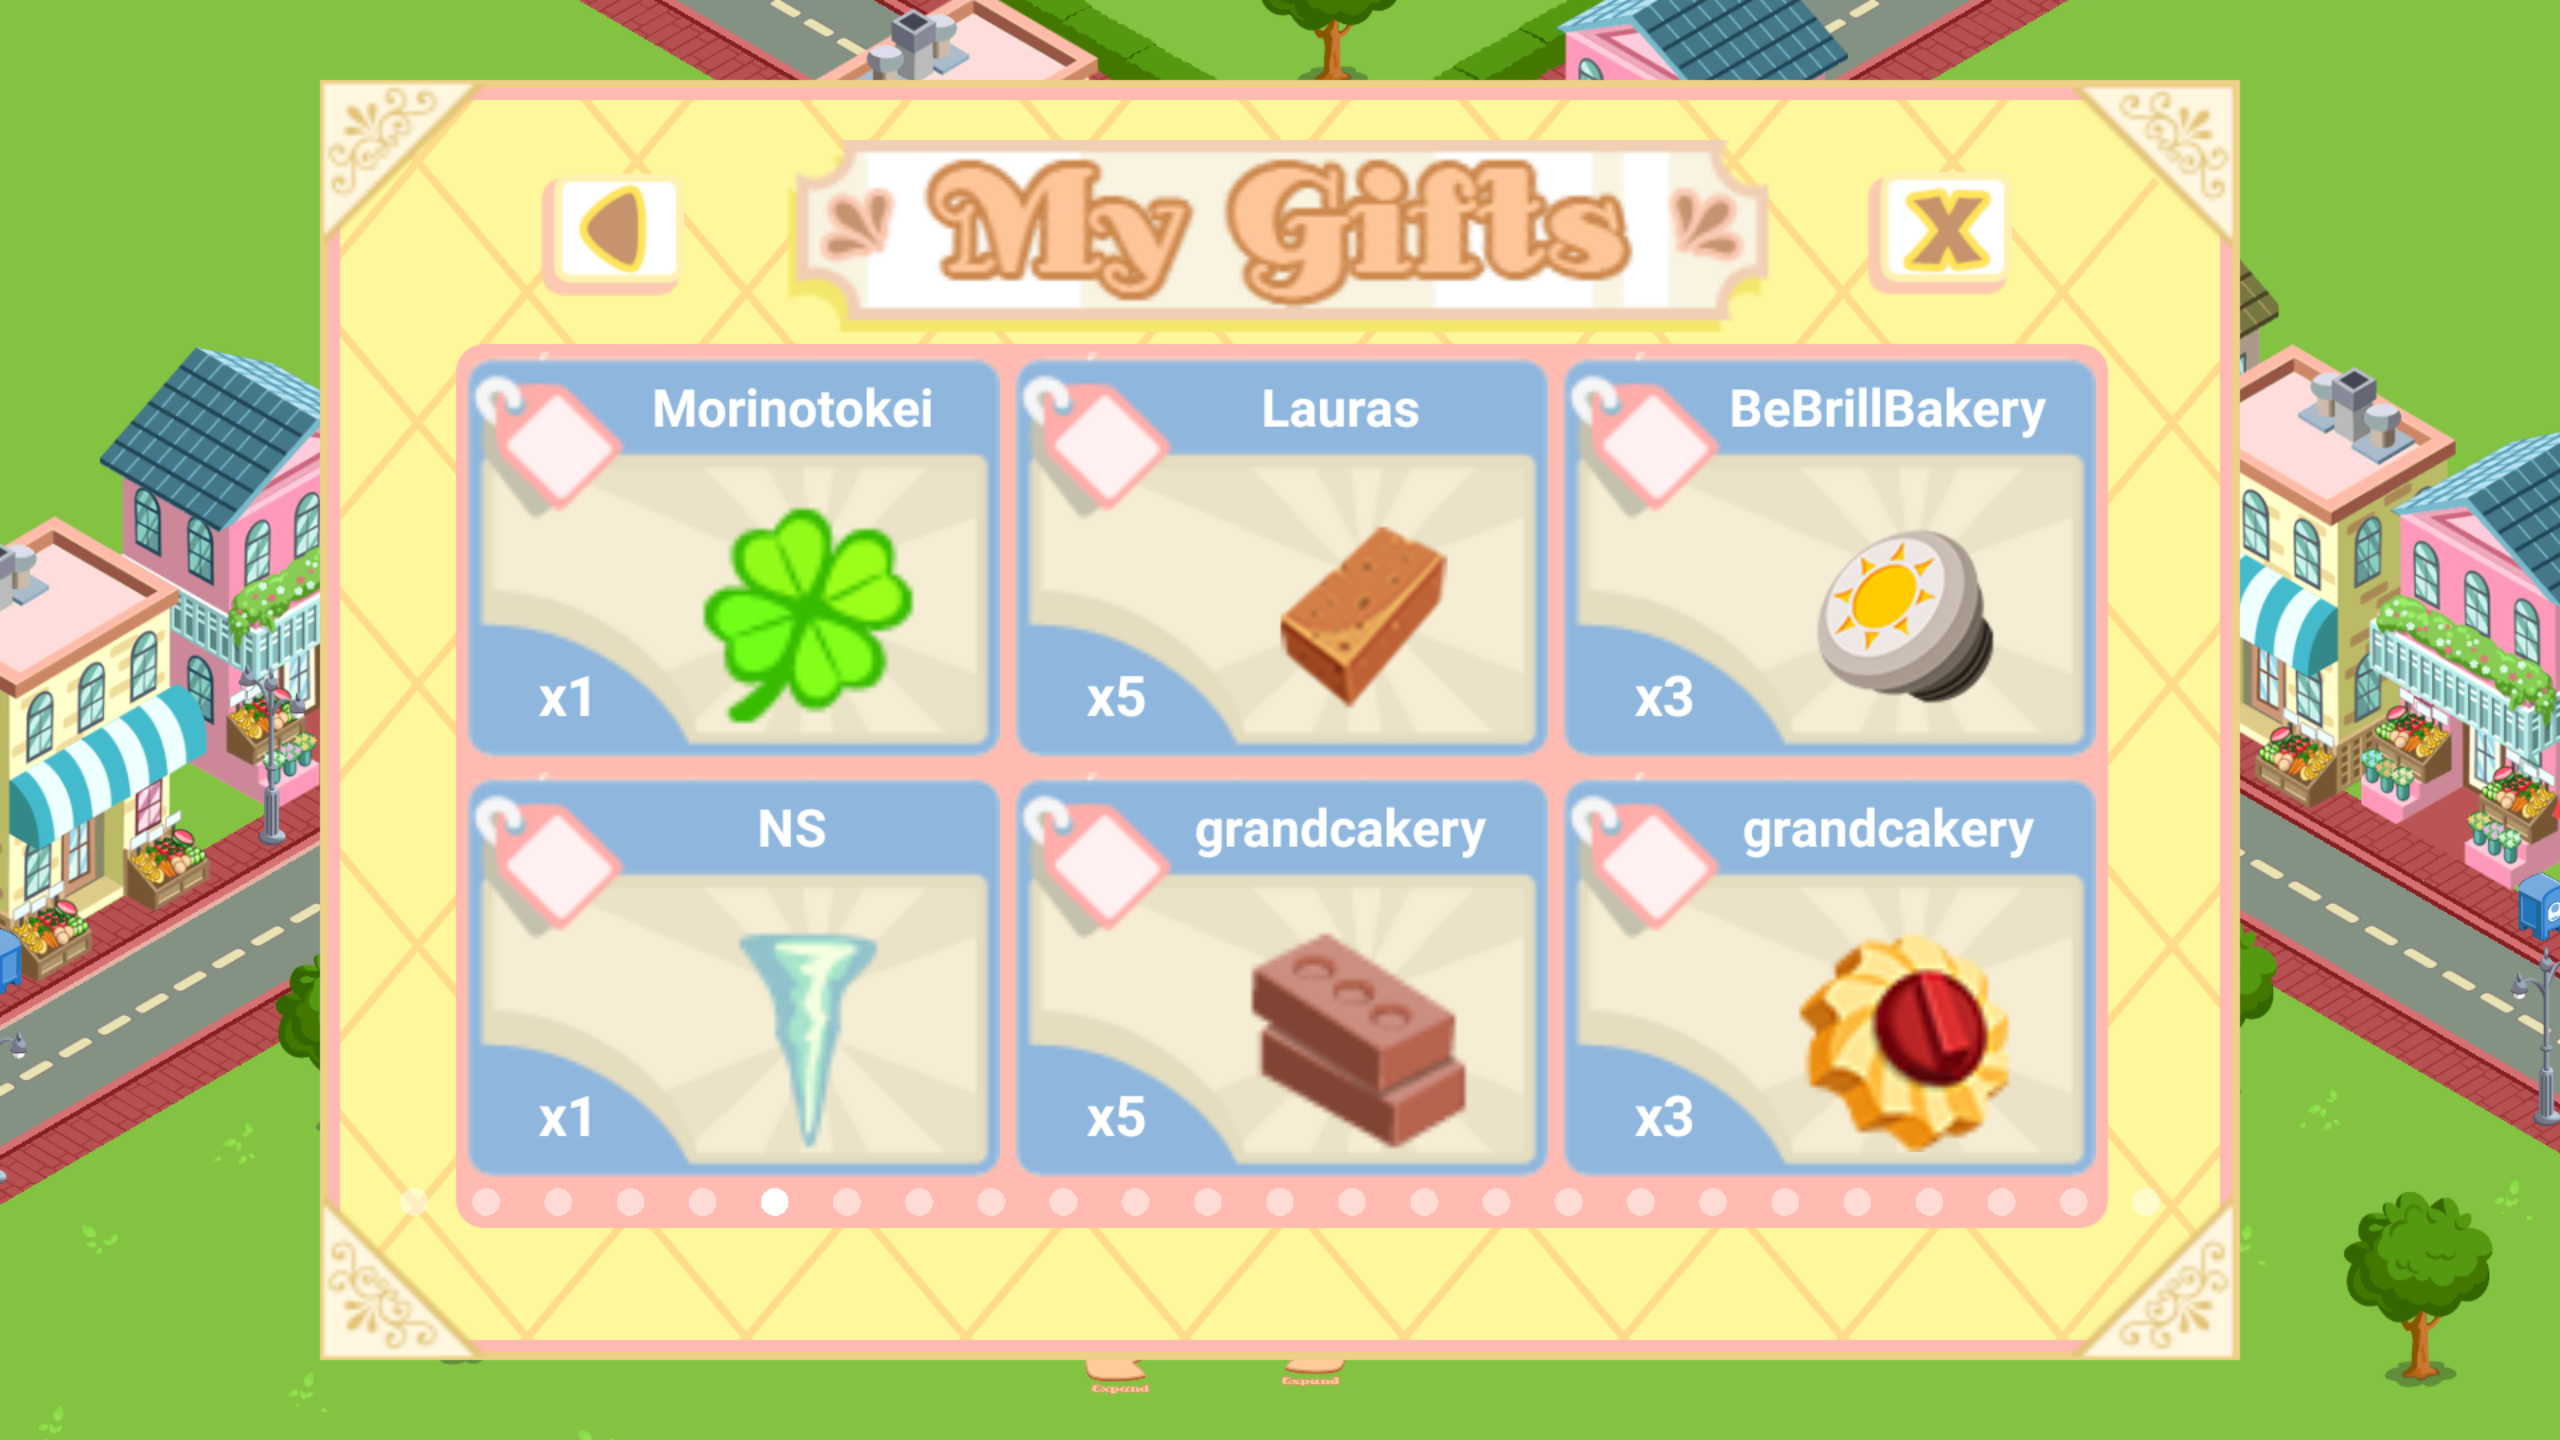 My Gifts
X
Morinotokei
x1
Lauras
x5
BeBrillBakery
x3
NS
x1
grandcakery
x5
grandcakery
x3
Expand
Expand